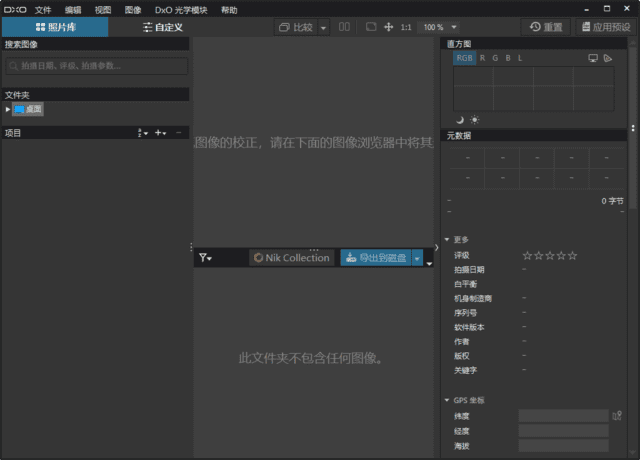 DxO 文件 编辑 视图 图像 DxO 光学模块 帮助
照片库 自定义 比较 1:1 100 % 重置 应用预设
搜索图像
拍摄日期、评级、拍摄参数...
文件夹
桌面
项目
图像的校正，请在下面的图像浏览器中将其
Nik Collection 导出到磁盘
此文件夹不包含任何图像。
直方图
RGB R G B L
元数据
– – – – –
– – – – –
– 0 字节
– –
更多
评级 ☆☆☆☆☆
拍摄日期 –
白平衡
机身制造商 –
序列号 –
软件版本 –
作者 –
版权 –
关键字 –
GPS 坐标
纬度
经度
海拔